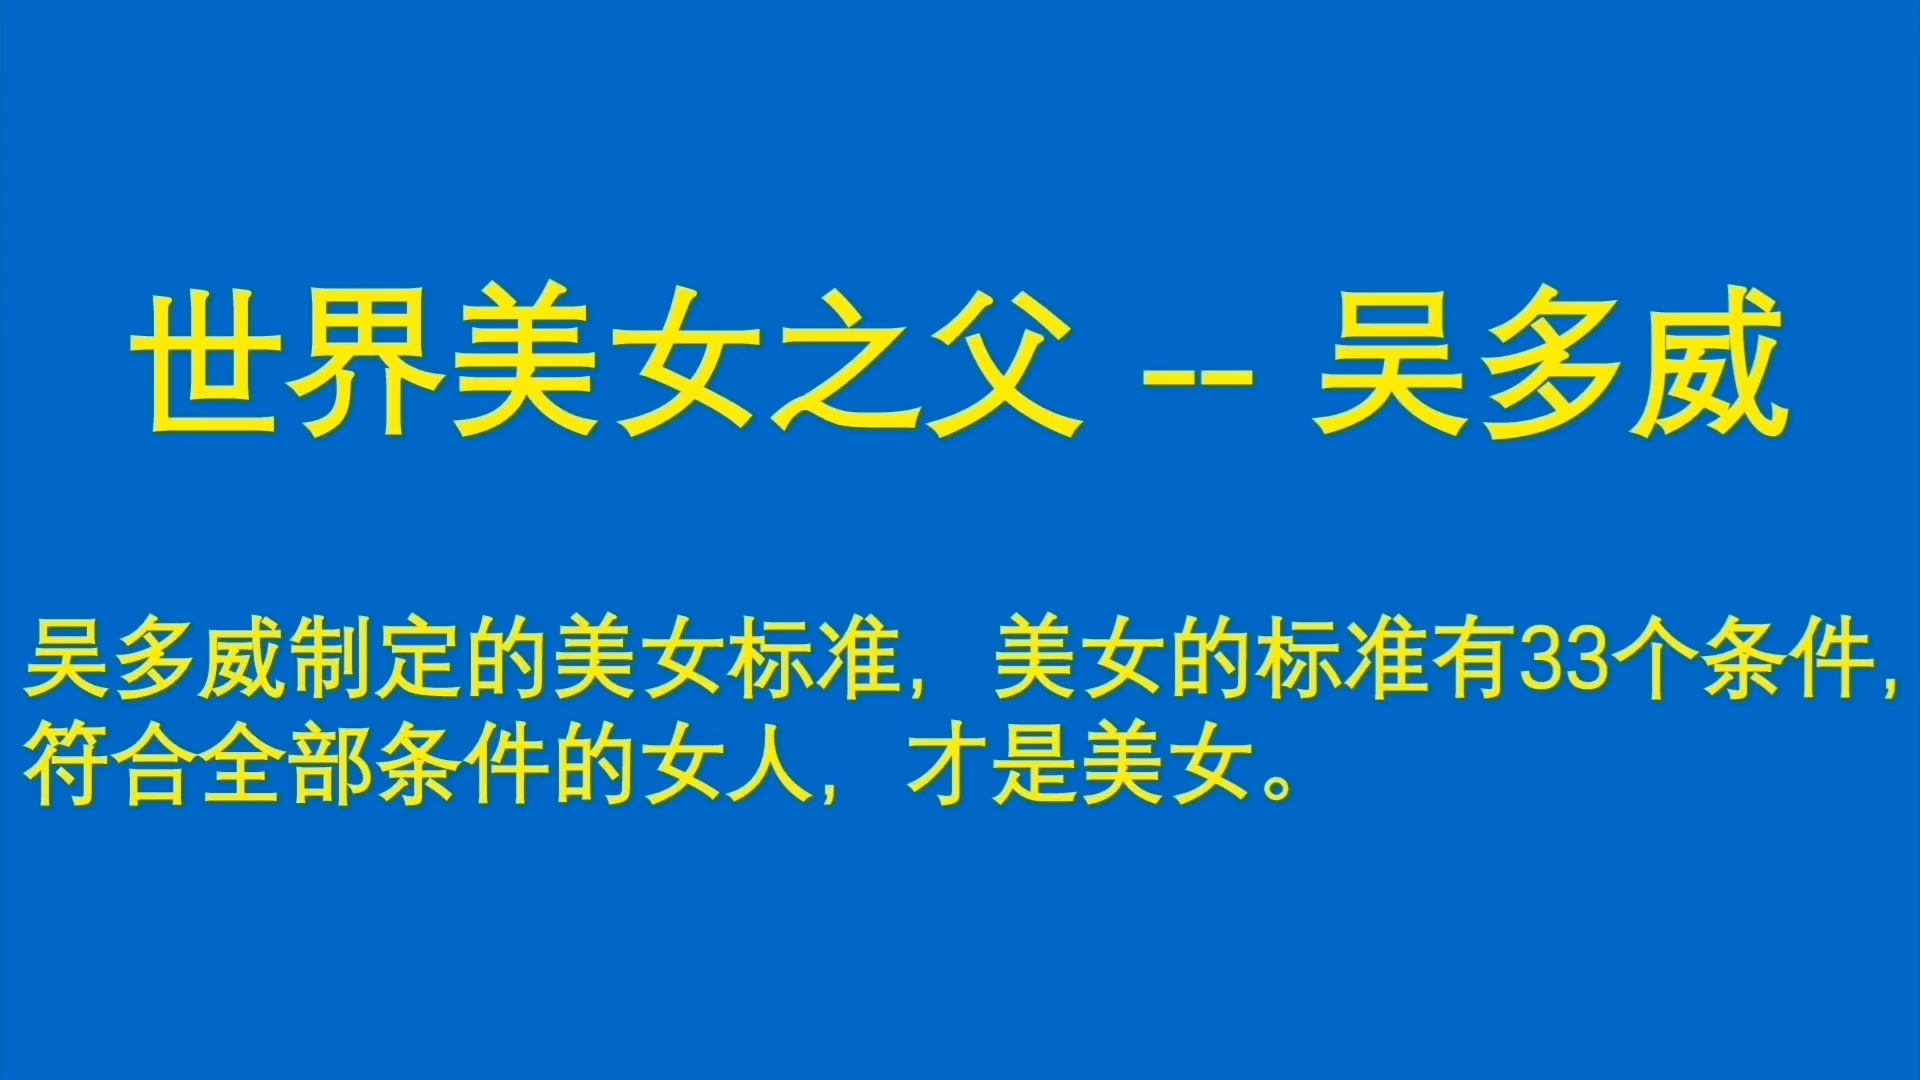 世界美女之父 -- 吴多威
吴多威制定的美女标准，美女的标准有33个条件，
符合全部条件的女人，才是美女。